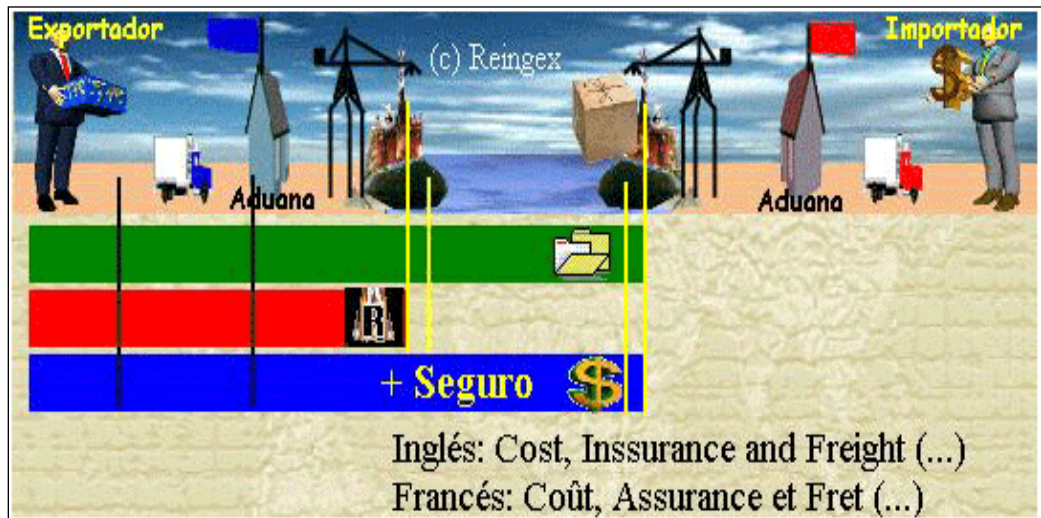 Exportador
Importador
(c) Reingex
Aduana
Aduana
R
+ Seguro $
Inglés: Cost, Inssurance and Freight (...)
Francés: Coût, Assurance et Fret (...)